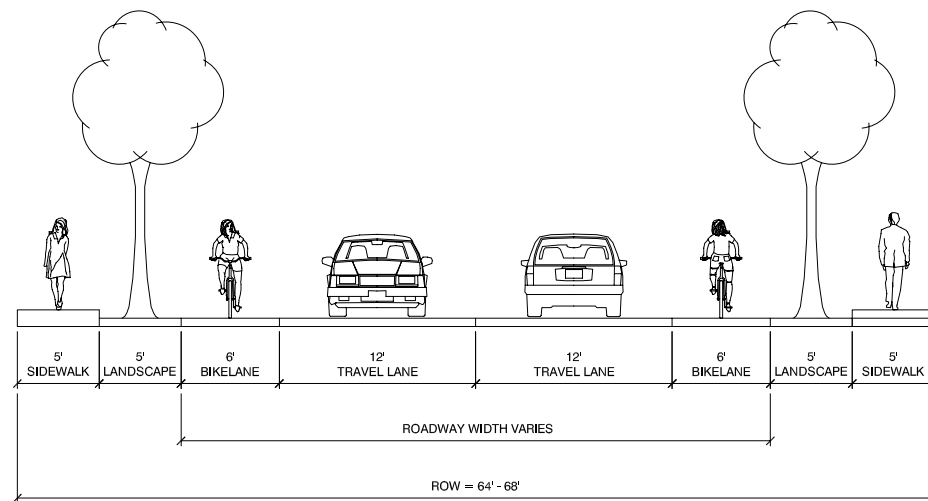 5'
SIDEWALK
5'
LANDSCAPE
6'
BIKELANE
12'
TRAVEL LANE
12'
TRAVEL LANE
6'
BIKELANE
5'
LANDSCAPE
5'
SIDEWALK
ROADWAY WIDTH VARIES
ROW = 64' - 68'